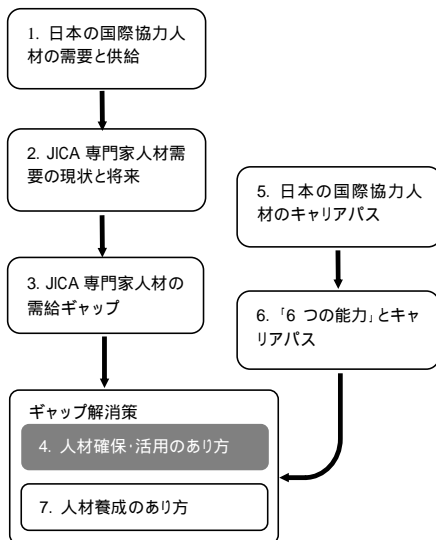 1. 日本の国際協力人
材の需要と供給
2. JICA 専門家人材需
要の現状と将来
3. JICA 専門家人材の
需給ギャップ
5. 日本の国際協力人
材のキャリアパス
6. 「6 つの能力」とキャ
リアパス
ギャップ解消策
4. 人材確保・活用のあり方
7. 人材養成のあり方